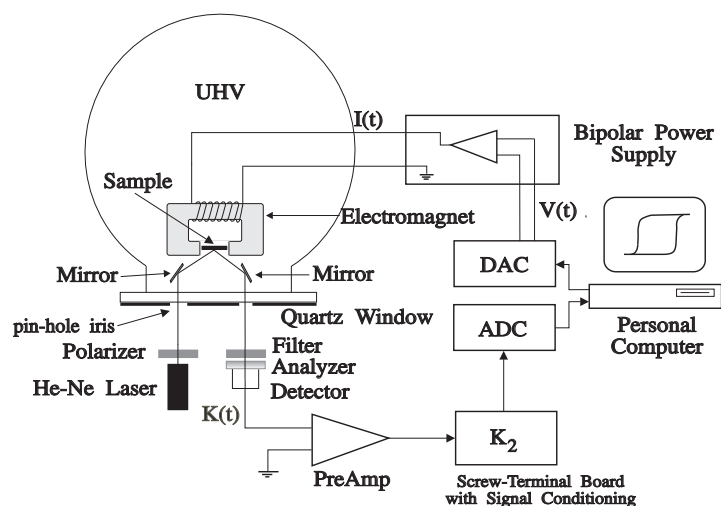 UHV
I(t)
Bipolar Power
Supply
Sample
Electromagnet
V(t)
Mirror
Mirror
DAC
pin-hole iris
Quartz Window
ADC
Personal
Computer
Polarizer
Filter
Analyzer
Detector
He-Ne Laser
K(t)
K₂
PreAmp
Screw-Terminal Board
with Signal Conditioning